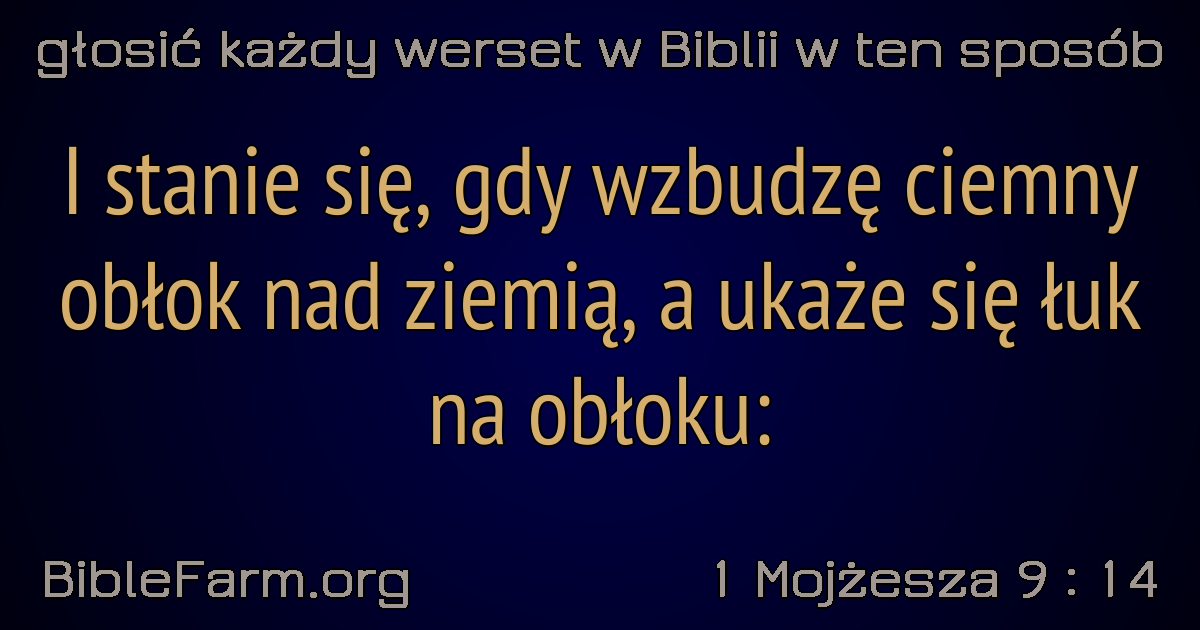 głosić każdy werset w Biblii w ten sposób
I stanie się, gdy wzbudzę ciemny
obłok nad ziemią, a ukaże się łuk
na obłoku:
BibleFarm.org
1 Mojżesza 9 : 14